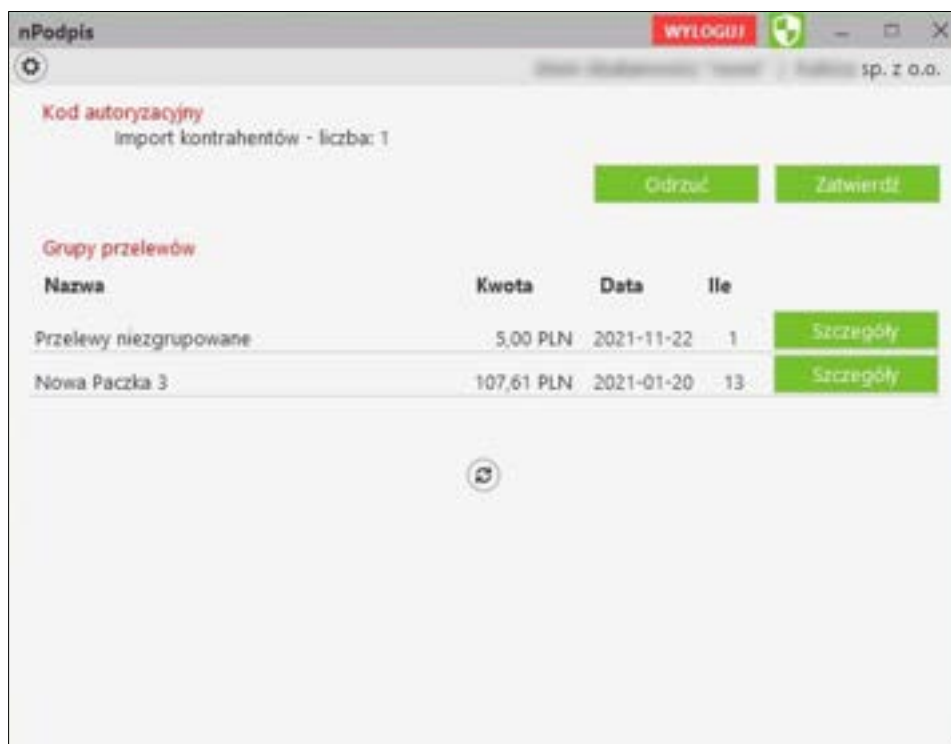 nPodpis WYLOGUJ
sp. z o.o.
Kod autoryzacyjny
Import kontrahentów - liczba: 1
Odrzuć Zatwierdź
Grupy przelewów
Nazwa Kwota Data Ile
Przelewy niezgrupowane 5,00 PLN 2021-11-22 1 Szczegóły
Nowa Paczka 3 107,61 PLN 2021-01-20 13 Szczegóły